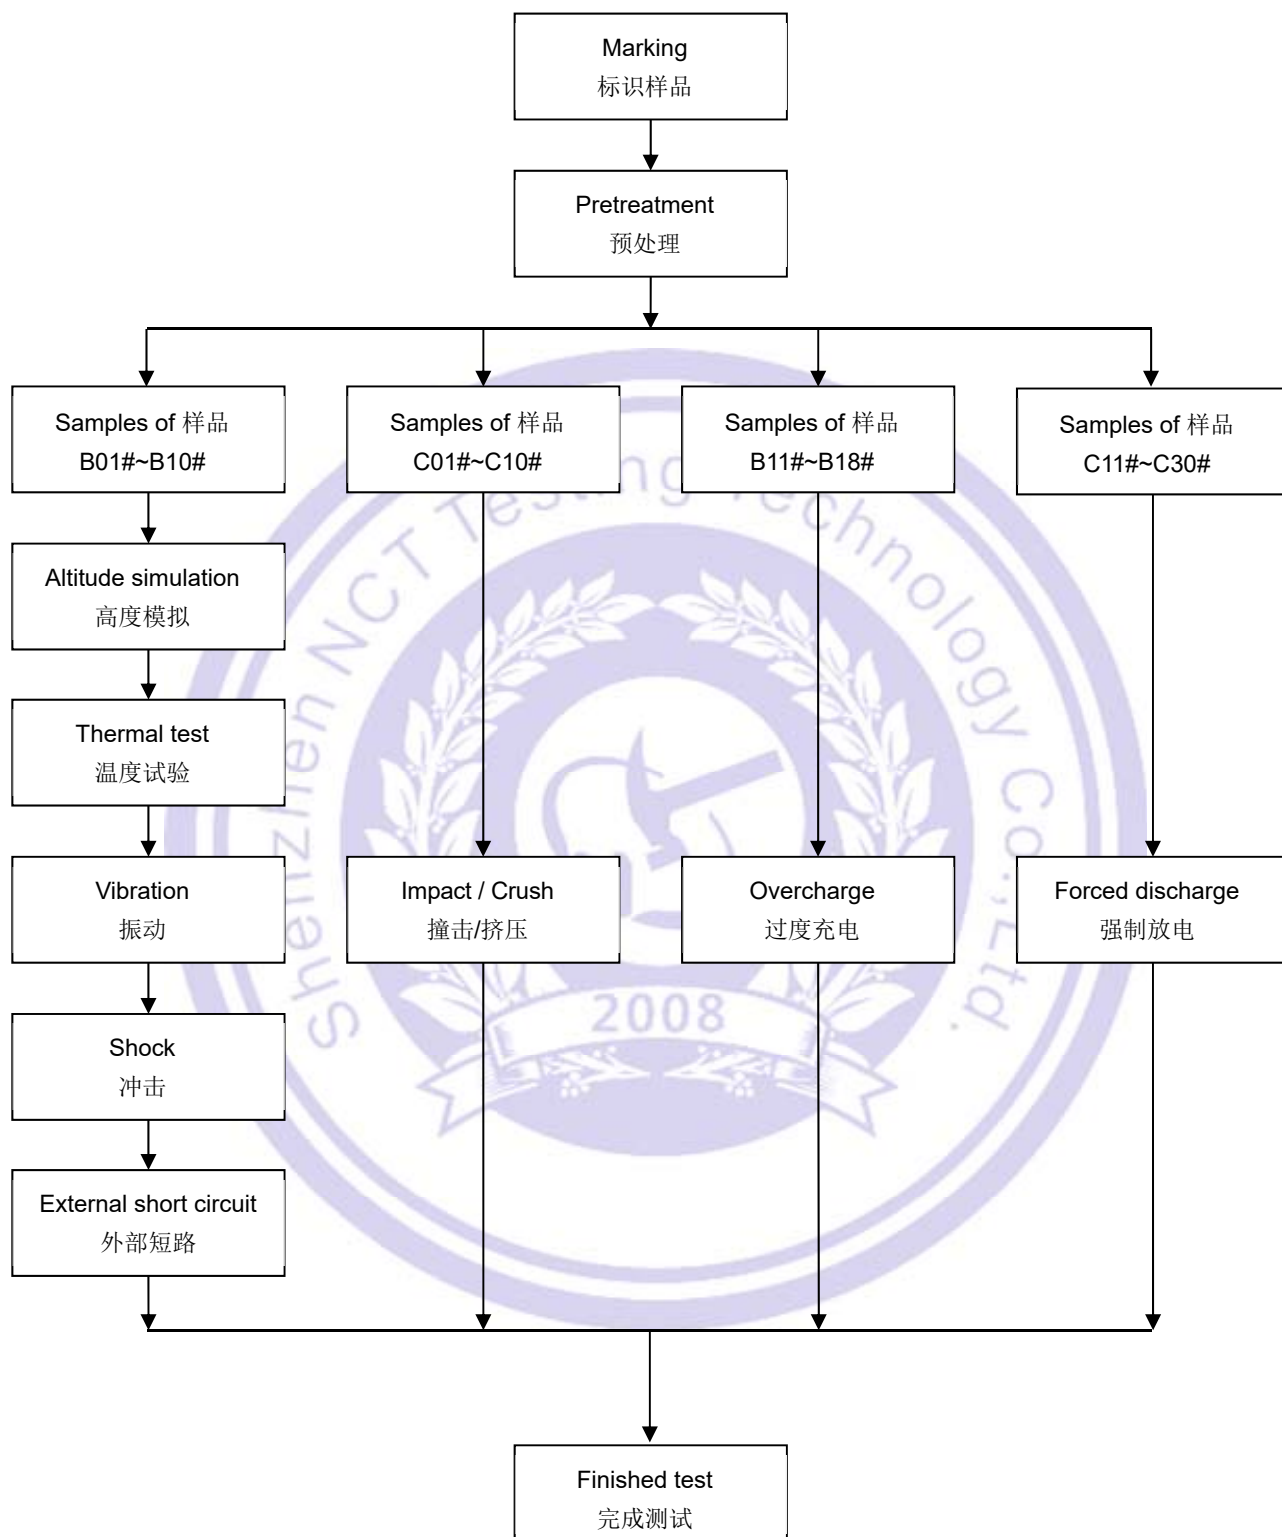 Marking
标识样品
Pretreatment
预处理
Samples of 样品
B01#~B10#
Samples of 样品
C01#~C10#
Samples of 样品
B11#~B18#
Samples of 样品
C11#~C30#
Altitude simulation
高度模拟
Thermal test
温度试验
Vibration
振动
Impact / Crush
撞击/挤压
Overcharge
过度充电
Forced discharge
强制放电
Shock
冲击
External short circuit
外部短路
Finished test
完成测试
Shenzhen NCT Testing Technology Co.,Ltd.
2008